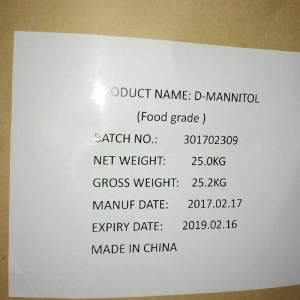 PRODUCT NAME: D-MANNITOL
(Food grade )
BATCH NO.: 301702309
NET WEIGHT: 25.0KG
GROSS WEIGHT: 25.2KG
MANUF DATE: 2017.02.17
EXPIRY DATE: 2019.02.16
MADE IN CHINA